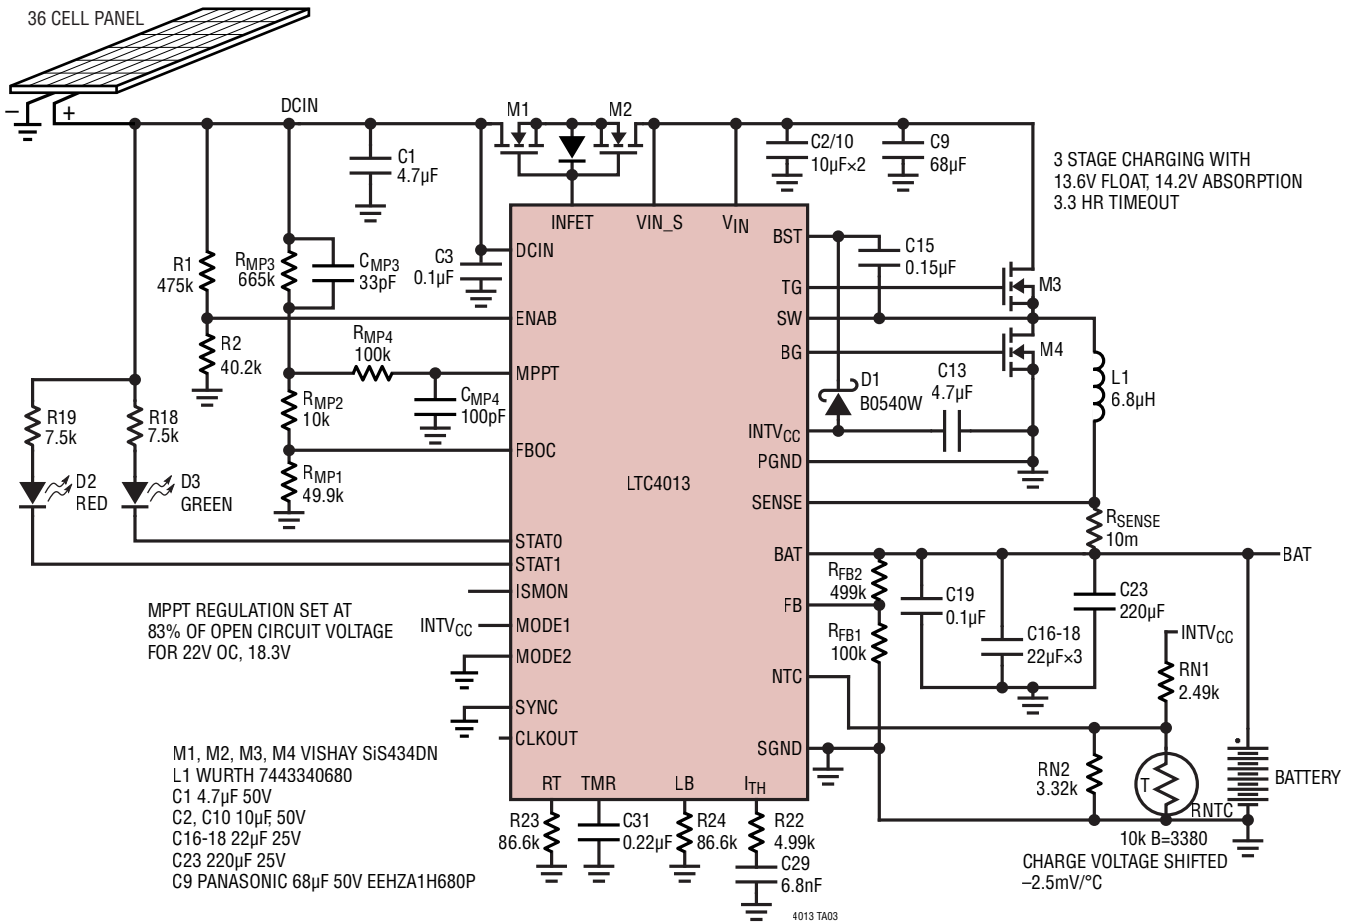 36 CELL PANEL
−
+
DCIN
M1
M2
C1
4.7µF
C2/10
10µF×2
C9
68µF
3 STAGE CHARGING WITH
13.6V FLOAT, 14.2V ABSORPTION
3.3 HR TIMEOUT
INFET
VIN_S
VIN
DCIN
C3
0.1µF
BST
C15
0.15µF
R1
475k
RMP3
665k
CMP3
33pF
TG
M3
ENAB
SW
R2
40.2k
RMP4
100k
BG
M4
MPPT
D1
B0540W
C13
4.7µF
L1
6.8µH
RMP2
10k
CMP4
100pF
R19
7.5k
R18
7.5k
INTVCC
FBOC
PGND
RMP1
49.9k
D2
RED
D3
GREEN
LTC4013
SENSE
RSENSE
10m
STAT0
BAT
BAT
STAT1
RFB2
499k
ISMON
C19
0.1µF
C23
220µF
FB
MPPT REGULATION SET AT
83% OF OPEN CIRCUIT VOLTAGE
FOR 22V OC, 18.3V
INTVCC
MODE1
RFB1
100k
C16-18
22µF×3
INTVCC
MODE2
NTC
RN1
2.49k
SYNC
CLKOUT
SGND
M1, M2, M3, M4 VISHAY SiS434DN
L1 WURTH 7443340680
C1 4.7µF 50V
C2, C10 10µF, 50V
C16-18 22µF 25V
C23 220µF 25V
C9 PANASONIC 68µF 50V EEHZA1H680P
RN2
3.32k
T
RNTC
BATTERY
RT
TMR
LB
ITH
R23
86.6k
C31
0.22µF
R24
86.6k
R22
4.99k
10k B=3380
CHARGE VOLTAGE SHIFTED
–2.5mV/°C
C29
6.8nF
4013 TA03